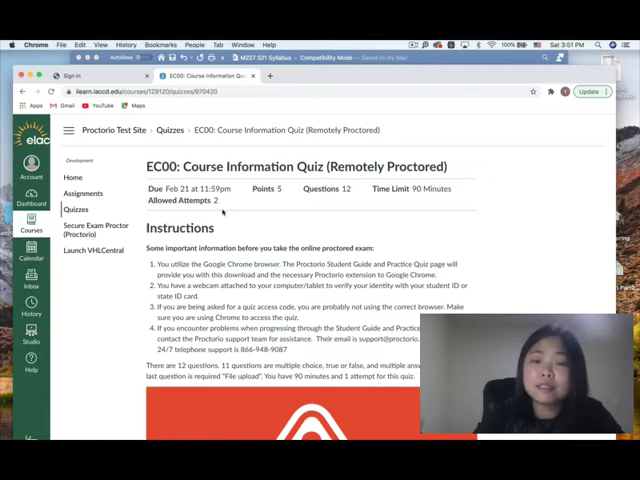 Chrome File Edit View History Bookmarks People Tab Window Help 100% Sat 3:51 PM
AutoSave M227 S21 Syllabus - Compatibility Mode — Saved to my Mac
Sign In
EC00: Course Information Quiz
ilearn.laccd.edu/courses/129120/quizzes/970420
Update
Apps Gmail YouTube Maps
elac
Account
Dashboard
Courses
Calendar
Inbox
History
Studio
Help
Proctorio Test Site Quizzes EC00: Course Information Quiz (Remotely Proctored)
Development
Home
Assignments
Quizzes
Secure Exam Proctor
(Proctorio)
Launch VHLCentral
EC00: Course Information Quiz (Remotely Proctored)
Due Feb 21 at 11:59pm Points 5 Questions 12 Time Limit 90 Minutes
Allowed Attempts 2
Instructions
Some important information before you take the online proctored exam:
1. You utilize the Google Chrome browser. The Proctorio Student Guide and Practice Quiz page will
provide you with this download and the necessary Proctorio extension to Google Chrome.
2. You have a webcam attached to your computer/tablet to verify your identity with your student ID or
state ID card.
3. If you are being asked for a quiz access code, you are probably not using the correct browser. Make
sure you are using Chrome to access the quiz.
4. If you encounter problems when progressing through the Student Guide and Practice
contact the Proctorio support team for assistance. Their email is support@proctorio.
24/7 telephone support is 866-948-9087
There are 12 questions. 11 questions are multiple choice, true or false, and multiple answ
last question is required "File upload". You have 90 minutes and 1 attempt for this quiz.